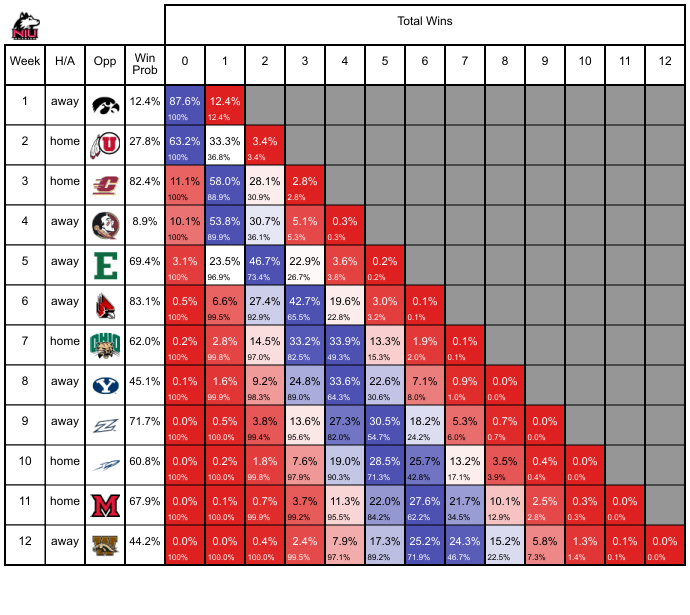 NIU
Total Wins
Week H/A Opp Win Prob 0 1 2 3 4 5 6 7 8 9 10 11 12
1 away 12.4% 87.6% 12.4%
100% 12.4%
2 home U 27.8% 63.2% 33.3% 3.4%
100% 36.8% 3.4%
3 home C 82.4% 11.1% 58.0% 28.1% 2.8%
100% 88.9% 30.9% 2.8%
4 away 8.9% 10.1% 53.8% 30.7% 5.1% 0.3%
100% 89.9% 36.1% 5.3% 0.3%
5 away E 69.4% 3.1% 23.5% 46.7% 22.9% 3.6% 0.2%
100% 96.9% 73.4% 26.7% 3.8% 0.2%
6 away 83.1% 0.5% 6.6% 27.4% 42.7% 19.6% 3.0% 0.1%
100% 99.5% 92.9% 65.5% 22.8% 3.2% 0.1%
7 home OHIO 62.0% 0.2% 2.8% 14.5% 33.2% 33.9% 13.3% 1.9% 0.1%
100% 99.8% 97.0% 82.5% 49.3% 15.3% 2.0% 0.1%
8 away Y 45.1% 0.1% 1.6% 9.2% 24.8% 33.6% 22.6% 7.1% 0.9% 0.0%
100% 99.9% 98.3% 89.0% 64.3% 30.6% 8.0% 1.0% 0.0%
9 away Z 71.7% 0.0% 0.5% 3.8% 13.6% 27.3% 30.5% 18.2% 5.3% 0.7% 0.0%
100% 100.0% 99.4% 95.6% 82.0% 54.7% 24.2% 6.0% 0.7% 0.0%
10 home 60.8% 0.0% 0.2% 1.8% 7.6% 19.0% 28.5% 25.7% 13.2% 3.5% 0.4% 0.0%
100% 100.0% 99.8% 97.9% 90.3% 71.3% 42.8% 17.1% 3.9% 0.4% 0.0%
11 home M 67.9% 0.0% 0.1% 0.7% 3.7% 11.3% 22.0% 27.6% 21.7% 10.1% 2.5% 0.3% 0.0%
100% 100.0% 99.9% 99.2% 95.5% 84.2% 62.2% 34.5% 12.9% 2.8% 0.3% 0.0%
12 away 44.2% 0.0% 0.0% 0.4% 2.4% 7.9% 17.3% 25.2% 24.3% 15.2% 5.8% 1.3% 0.1% 0.0%
100% 100.0% 100.0% 99.5% 97.1% 89.2% 71.9% 46.7% 22.5% 7.3% 1.4% 0.1% 0.0%